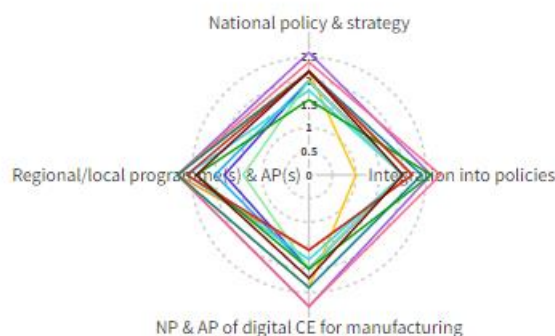 National policy & strategy
2.5
2
1.5
1
0.5
Regional/local programme(s) & AP(s)
0
Integration into policies
NP & AP of digital CE for manufacturing